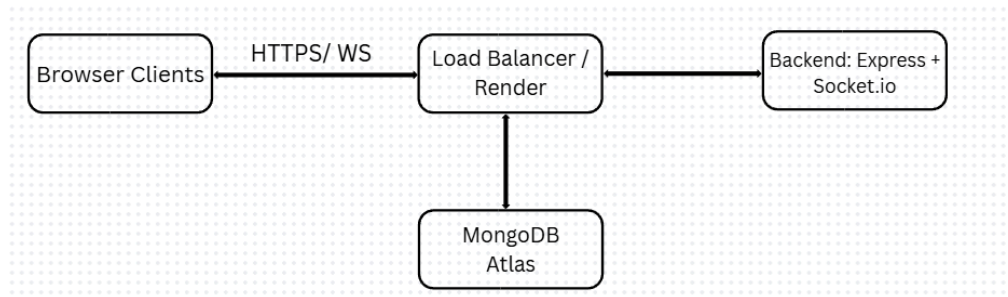 Browser Clients
HTTPS/ WS
Load Balancer /
Render
Backend: Express +
Socket.io
MongoDB
Atlas